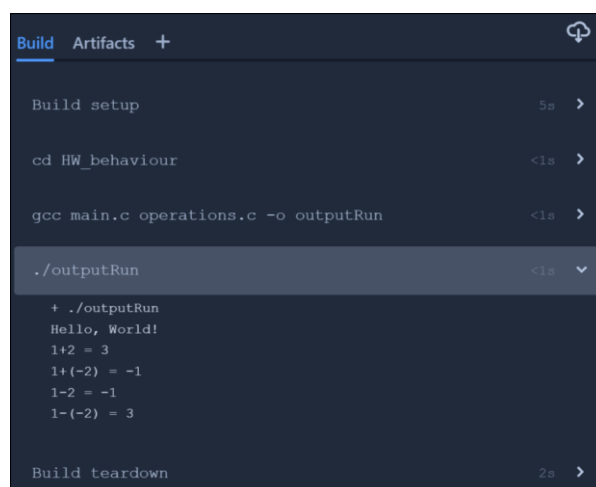 Build Artifacts +
Build setup 5s
cd HW_behaviour <1s
gcc main.c operations.c -o outputRun <1s
./outputRun <1s
+ ./outputRun
Hello, World!
1+2 = 3
1+(-2) = -1
1-2 = -1
1-(-2) = 3
Build teardown 2s